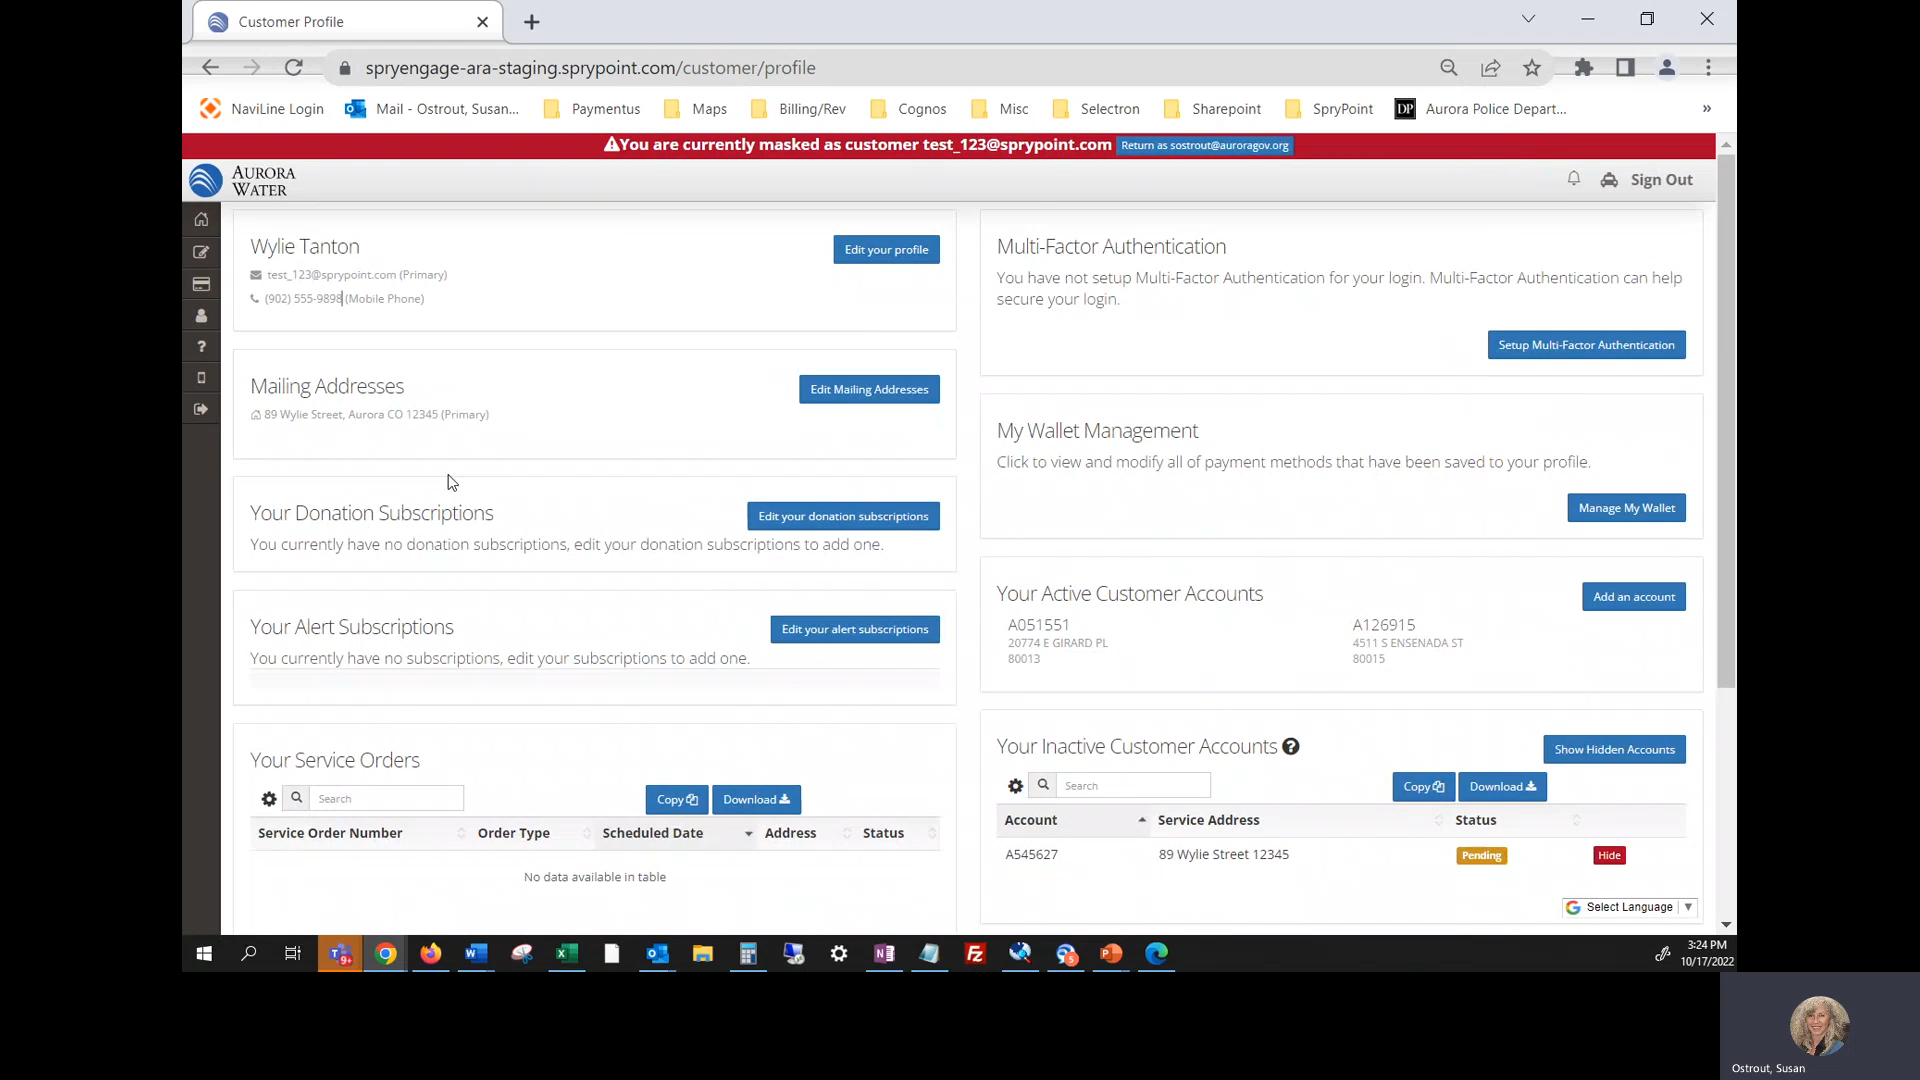 Customer Profile
spryengage-ara-staging.sprypoint.com/customer/profile
NaviLine Login Mail - Ostrout, Susan... Paymentus Maps Billing/Rev Cognos Misc Selectron Sharepoint SpryPoint DP Aurora Police Depart... »
You are currently masked as customer test_123@sprypoint.com Return as sostrout@auroragov.org
AURORA
WATER
Sign Out
Wylie Tanton
Edit your profile
test_123@sprypoint.com (Primary)
(902) 555-9898 (Mobile Phone)
Mailing Addresses
Edit Mailing Addresses
89 Wylie Street, Aurora CO 12345 (Primary)
Your Donation Subscriptions
Edit your donation subscriptions
You currently have no donation subscriptions, edit your donation subscriptions to add one.
Your Alert Subscriptions
Edit your alert subscriptions
You currently have no subscriptions, edit your subscriptions to add one.
Your Service Orders
Search
Copy Download
Service Order Number Order Type Scheduled Date Address Status
No data available in table
Multi-Factor Authentication
You have not setup Multi-Factor Authentication for your login. Multi-Factor Authentication can help
secure your login.
Setup Multi-Factor Authentication
My Wallet Management
Click to view and modify all of payment methods that have been saved to your profile.
Manage My Wallet
Your Active Customer Accounts
Add an account
A051551 A126915
20774 E GIRARD PL 4511 S ENSENADA ST
80013 80015
Your Inactive Customer Accounts ?
Show Hidden Accounts
Search
Copy Download
Account Service Address Status
A545627 89 Wylie Street 12345 Pending Hide
Select Language
9+
5
3:24 PM
10/17/2022
Ostrout, Susan